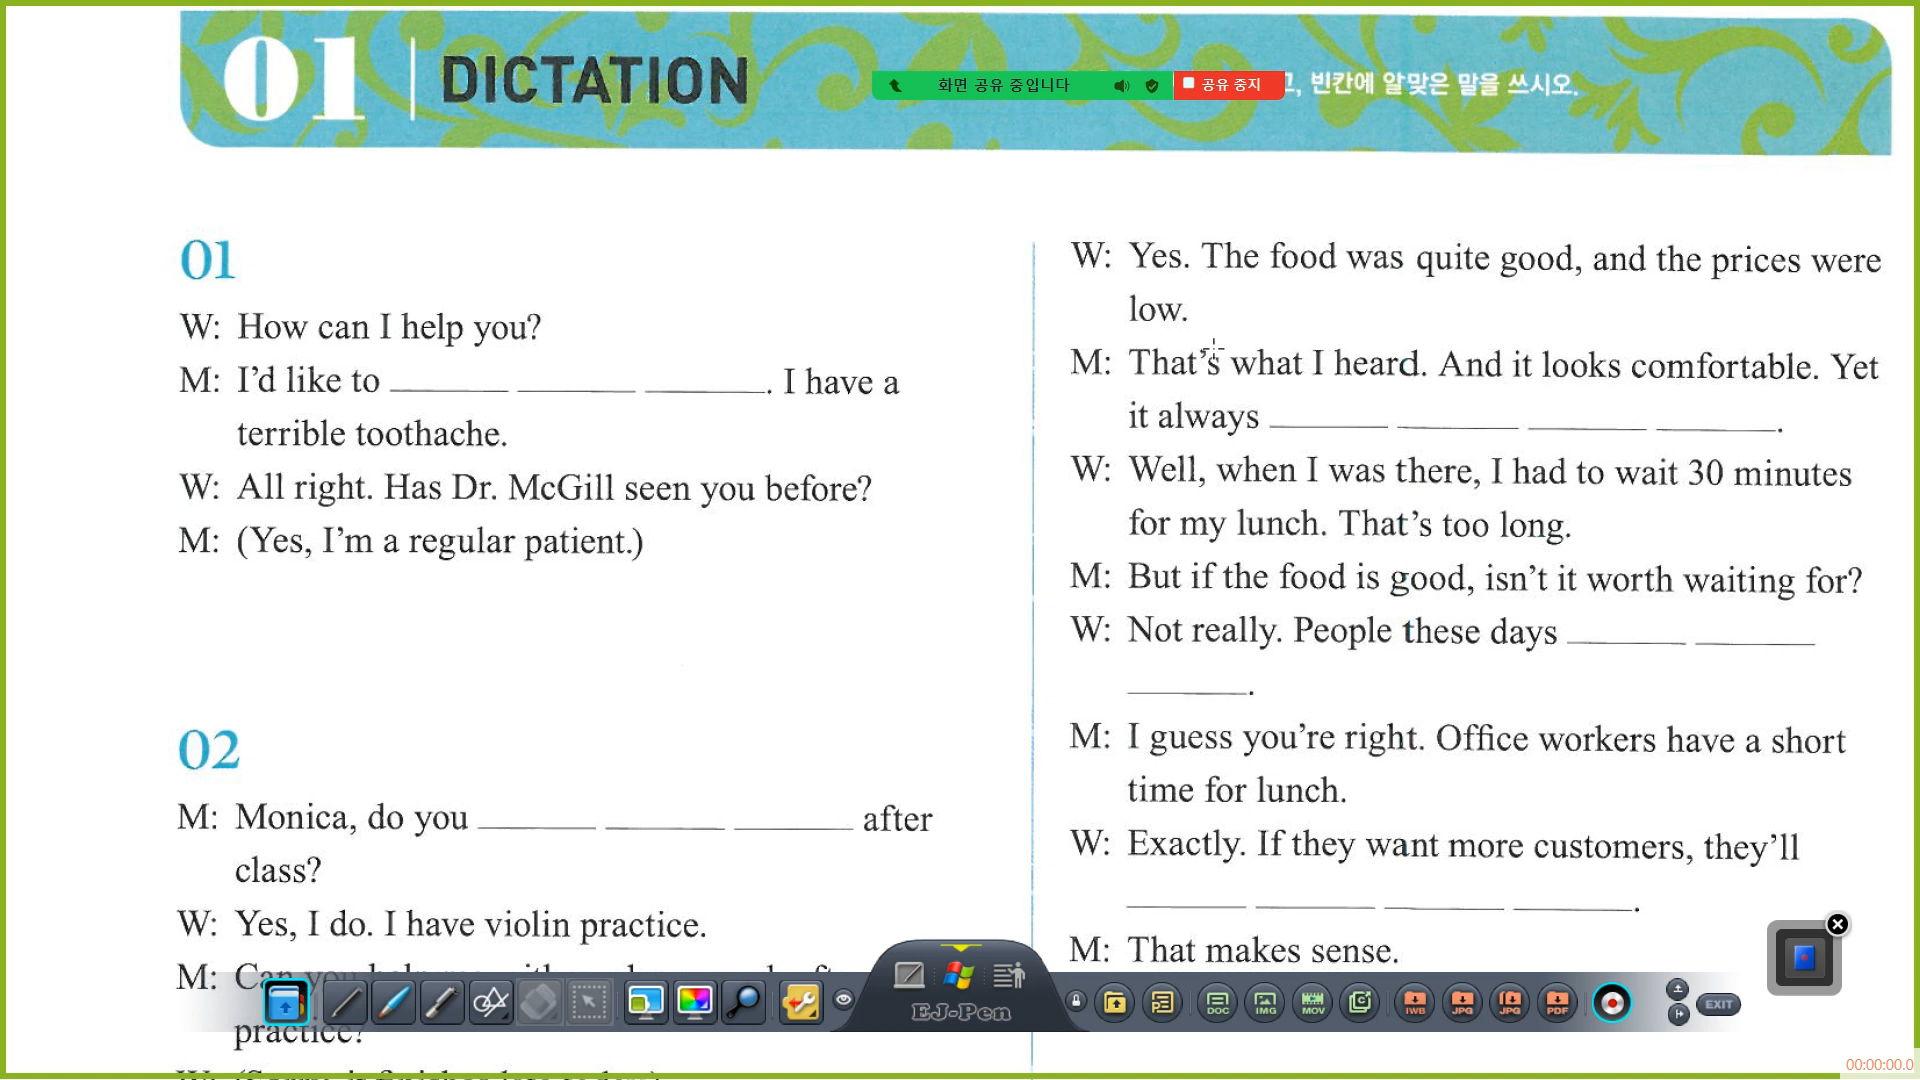 01 DICTATION
화면 공유 중입니다
공유 중지
, 빈칸에 알맞은 말을 쓰시오.
01
W: How can I help you?
M: I'd like to ______ ______ ______. I have a
terrible toothache.
W: All right. Has Dr. McGill seen you before?
M: (Yes, I'm a regular patient.)
02
M: Monica, do you ______ ______ ______ after
class?
W: Yes, I do. I have violin practice.
M: Can you
practice?
W: Yes. The food was quite good, and the prices were
low.
M: That's what I heard. And it looks comfortable. Yet
it always ______ ______ ______ ______.
W: Well, when I was there, I had to wait 30 minutes
for my lunch. That's too long.
M: But if the food is good, isn't it worth waiting for?
W: Not really. People these days ______ ______
______.
M: I guess you're right. Office workers have a short
time for lunch.
W: Exactly. If they want more customers, they'll
______ ______ ______ ______.
M: That makes sense.
EJ-Pen
DOC IMG MOV IWB JPG JPG PDF
EXIT
00:00:00.0